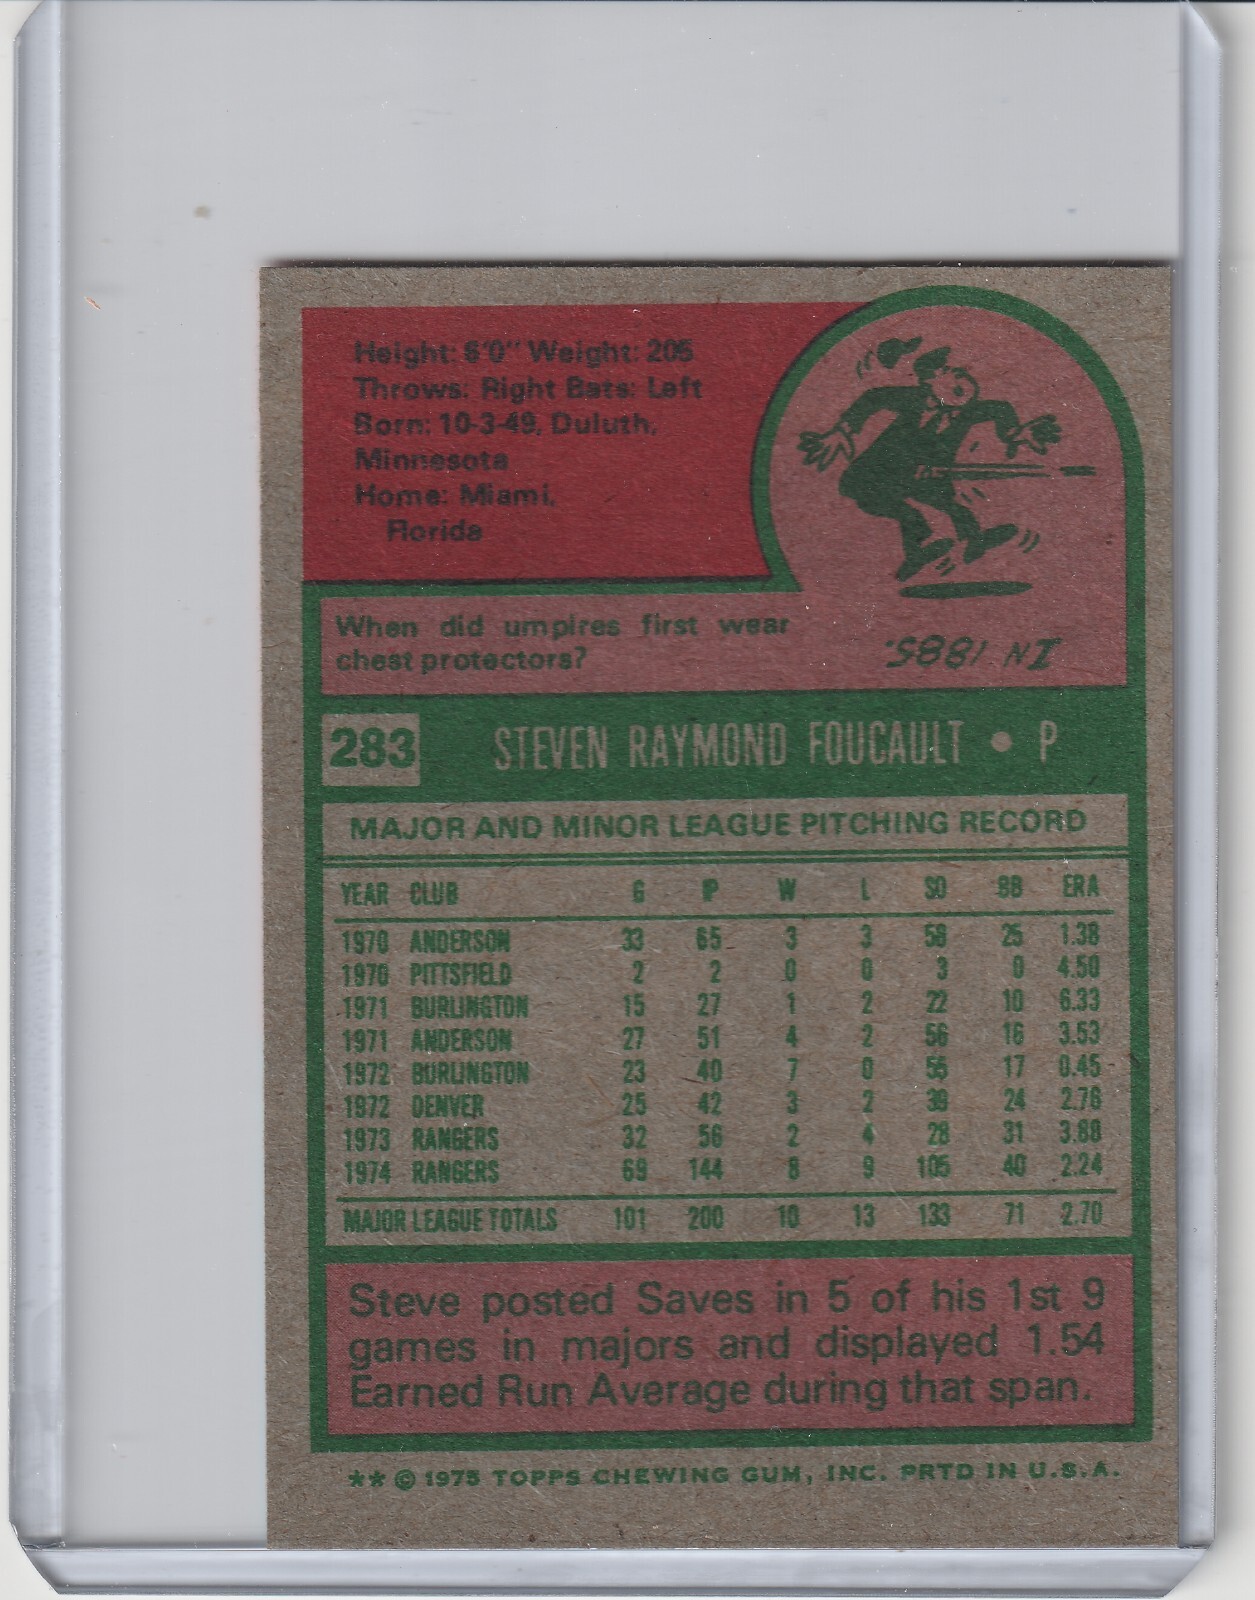 Height: 6'0" Weight: 205
Throws: Right Bats: Left
Born: 10-3-49, Duluth,
Minnesota
Home: Miami,
Florida
When did umpires first wear
chest protectors?
IN 1885.
283 STEVEN RAYMOND FOUCAULT • P
MAJOR AND MINOR LEAGUE PITCHING RECORD
YEAR CLUB G IP W L SO BB ERA
1970 ANDERSON 33 65 3 3 58 25 1.38
1970 PITTSFIELD 2 2 0 0 3 0 4.50
1971 BURLINGTON 15 27 1 2 22 10 6.33
1971 ANDERSON 27 51 4 2 56 16 3.53
1972 BURLINGTON 23 40 7 0 55 17 0.45
1972 DENVER 25 42 3 2 39 24 2.76
1973 RANGERS 32 56 2 4 28 31 3.88
1974 RANGERS 69 144 8 9 105 40 2.24
MAJOR LEAGUE TOTALS 101 200 10 13 133 71 2.70
Steve posted Saves in 5 of his 1st 9
games in majors and displayed 1.54
Earned Run Average during that span.
** © 1975 TOPPS CHEWING GUM, INC. PRTD IN U.S.A.